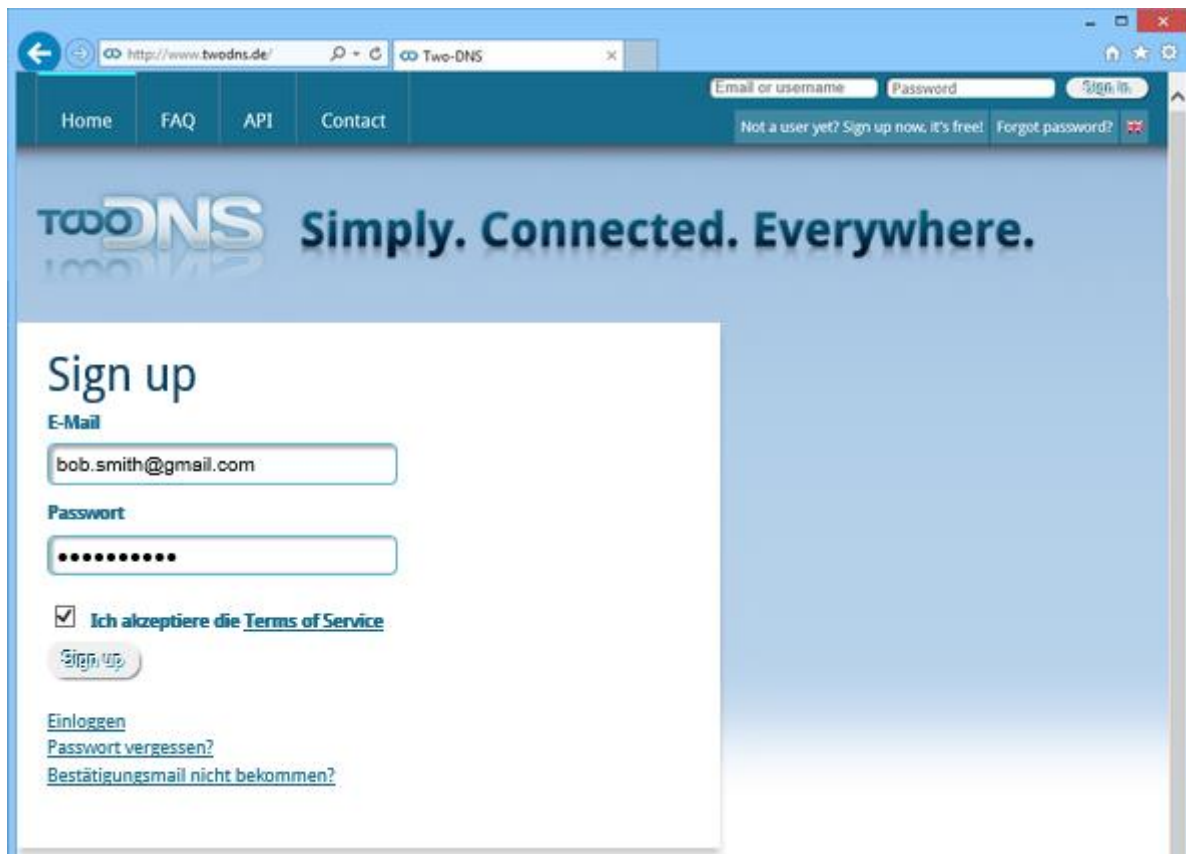 http://www.twodns.de/
Two-DNS
Email or username
Password
Sign in
Home
FAQ
API
Contact
Not a user yet? Sign up now, it's free!
Forgot password?
TWODNS
Simply. Connected. Everywhere.
Sign up
E-Mail
bob.smith@gmail.com
Passwort
Ich akzeptiere die Terms of Service
Sign up
Einloggen
Passwort vergessen?
Bestätigungsmail nicht bekommen?